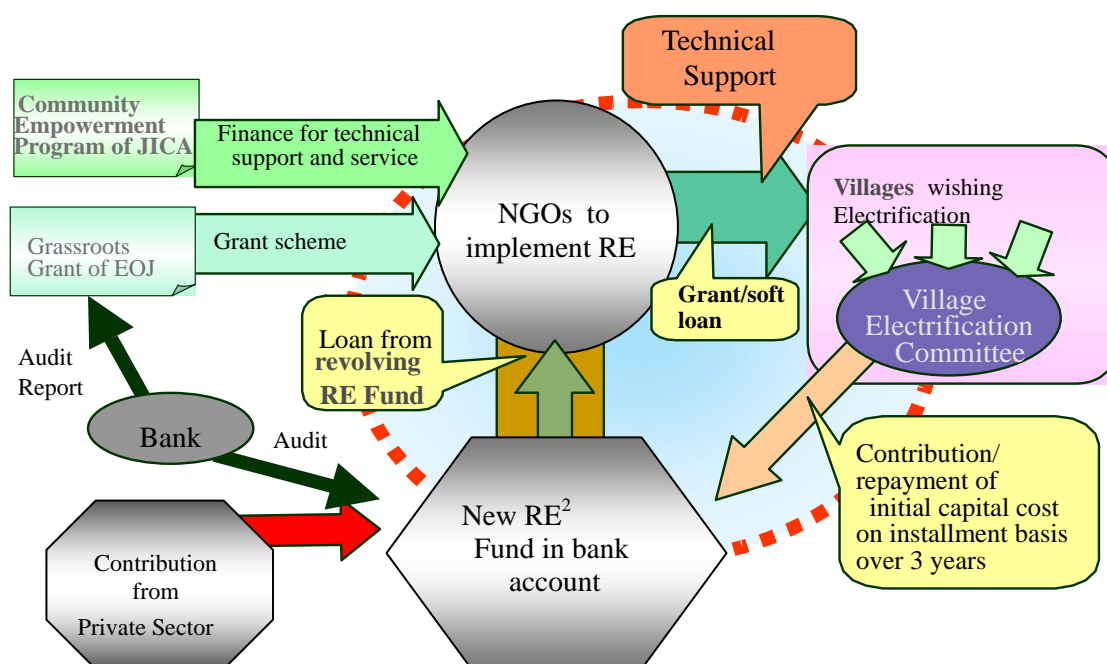 Technical
Support
Community
Empowerment
Program of JICA
Finance for technical
support and service
Grassroots
Grant of EOJ
Grant scheme
NGOs to
implement RE
Villages wishing
Electrification
Village
Electrification
Committee
Grant/soft
loan
Loan from
revolving
RE Fund
Audit
Report
Bank
Audit
New RE²
Fund in bank
account
Contribution
from
Private Sector
Contribution/
repayment of
initial capital cost
on installment basis
over 3 years